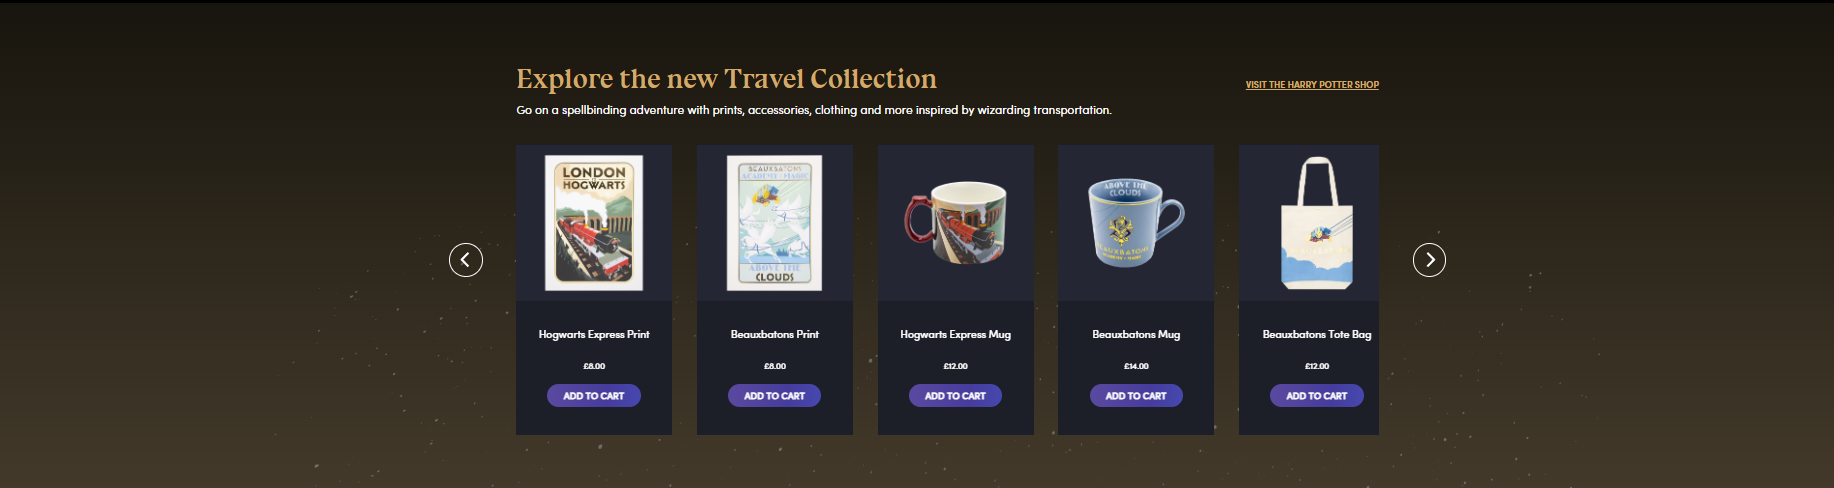 Explore the new Travel Collection
VISIT THE HARRY POTTER SHOP
Go on a spellbinding adventure with prints, accessories, clothing and more inspired by wizarding transportation.
LONDON
TO
HOGWARTS
BEAUXBATONS
ACADEMY OF MAGIC
ABOVE THE
CLOUDS
ABOVE THE
CLOUDS
BEAUXBATONS
Hogwarts Express Print
Beauxbatons Print
Hogwarts Express Mug
Beauxbatons Mug
Beauxbatons Tote Bag
£8.00
£8.00
£12.00
£14.00
£12.00
ADD TO CART
ADD TO CART
ADD TO CART
ADD TO CART
ADD TO CART